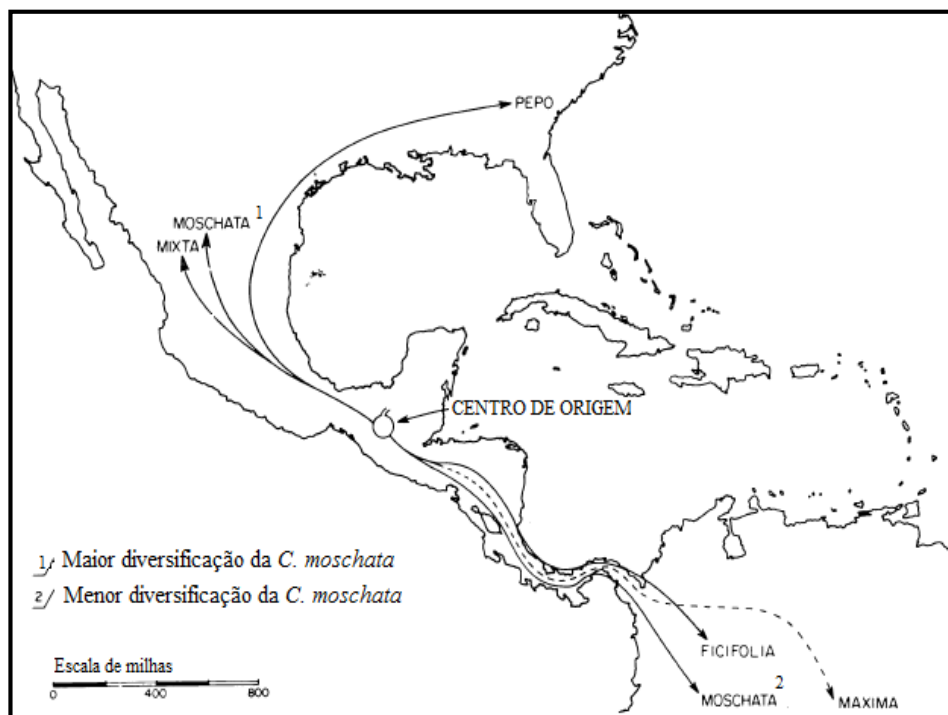 PEPO
MOSCHATA 1
MIXTA
CENTRO DE ORIGEM
1/ Maior diversificação da C. moschata
2/ Menor diversificação da C. moschata
FICIFOLIA
MOSCHATA 2
MAXIMA
Escala de milhas
0 400 800